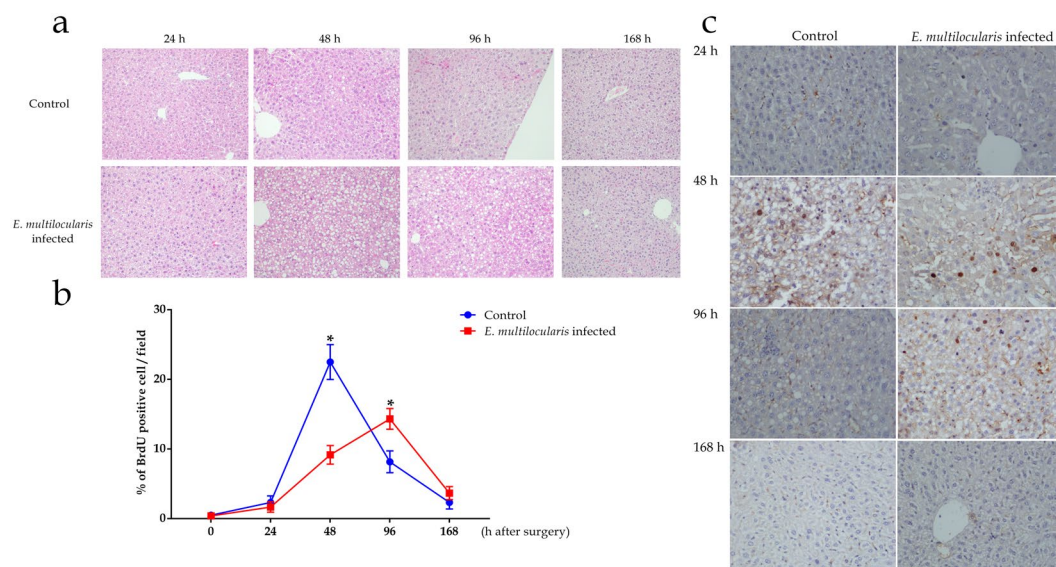 a
24 h 48 h 96 h 168 h
Control
E. multilocularis
infected
b
% of BrdU positive cell / field
30
20
10
0
0 24 48 96 168 (h after surgery)
Control
E. multilocularis infected
*
*
c
Control E. multilocularis infected
24 h
48 h
96 h
168 h